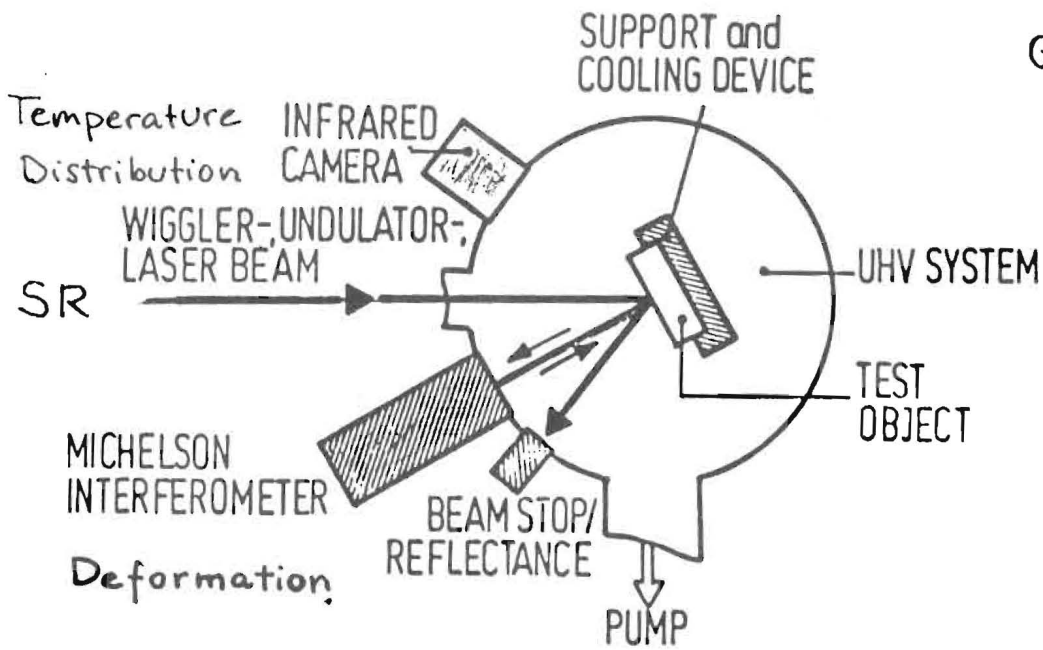 SUPPORT and
COOLING DEVICE
Temperature
Distribution
INFRARED
CAMERA
WIGGLER-, UNDULATOR-,
LASER BEAM
SR
UHV SYSTEM
TEST
OBJECT
MICHELSON
INTERFEROMETER
BEAM STOP/
REFLECTANCE
Deformation
PUMP